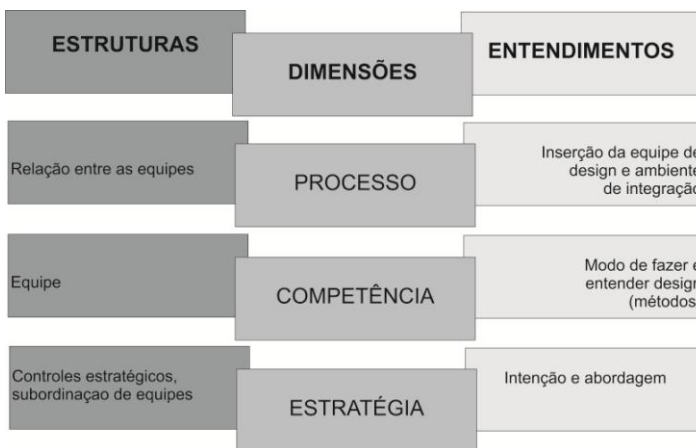 ESTRUTURAS
DIMENSÕES
ENTENDIMENTOS
Relação entre as equipes
PROCESSO
Inserção da equipe de
design e ambiente
de integração
Equipe
COMPETÊNCIA
Modo de fazer e
entender design
(métodos
Controles estratégicos,
subordinaçao de equipes
ESTRATÉGIA
Intenção e abordagem